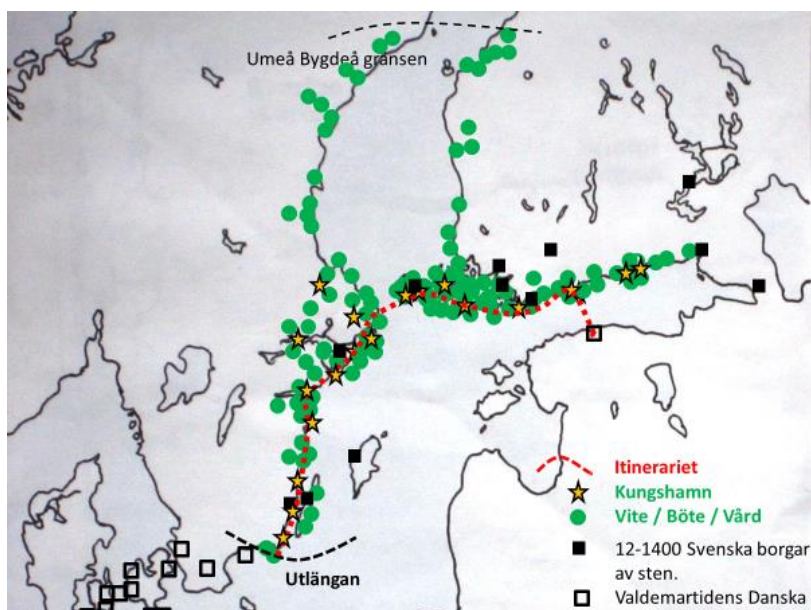 Umeå Bygdeå gränsen
Itinerariet
Kungshamn
Vite / Böte / Vård
12-1400 Svenska borgar
av sten.
Utlängan
Valdemartidens Danska